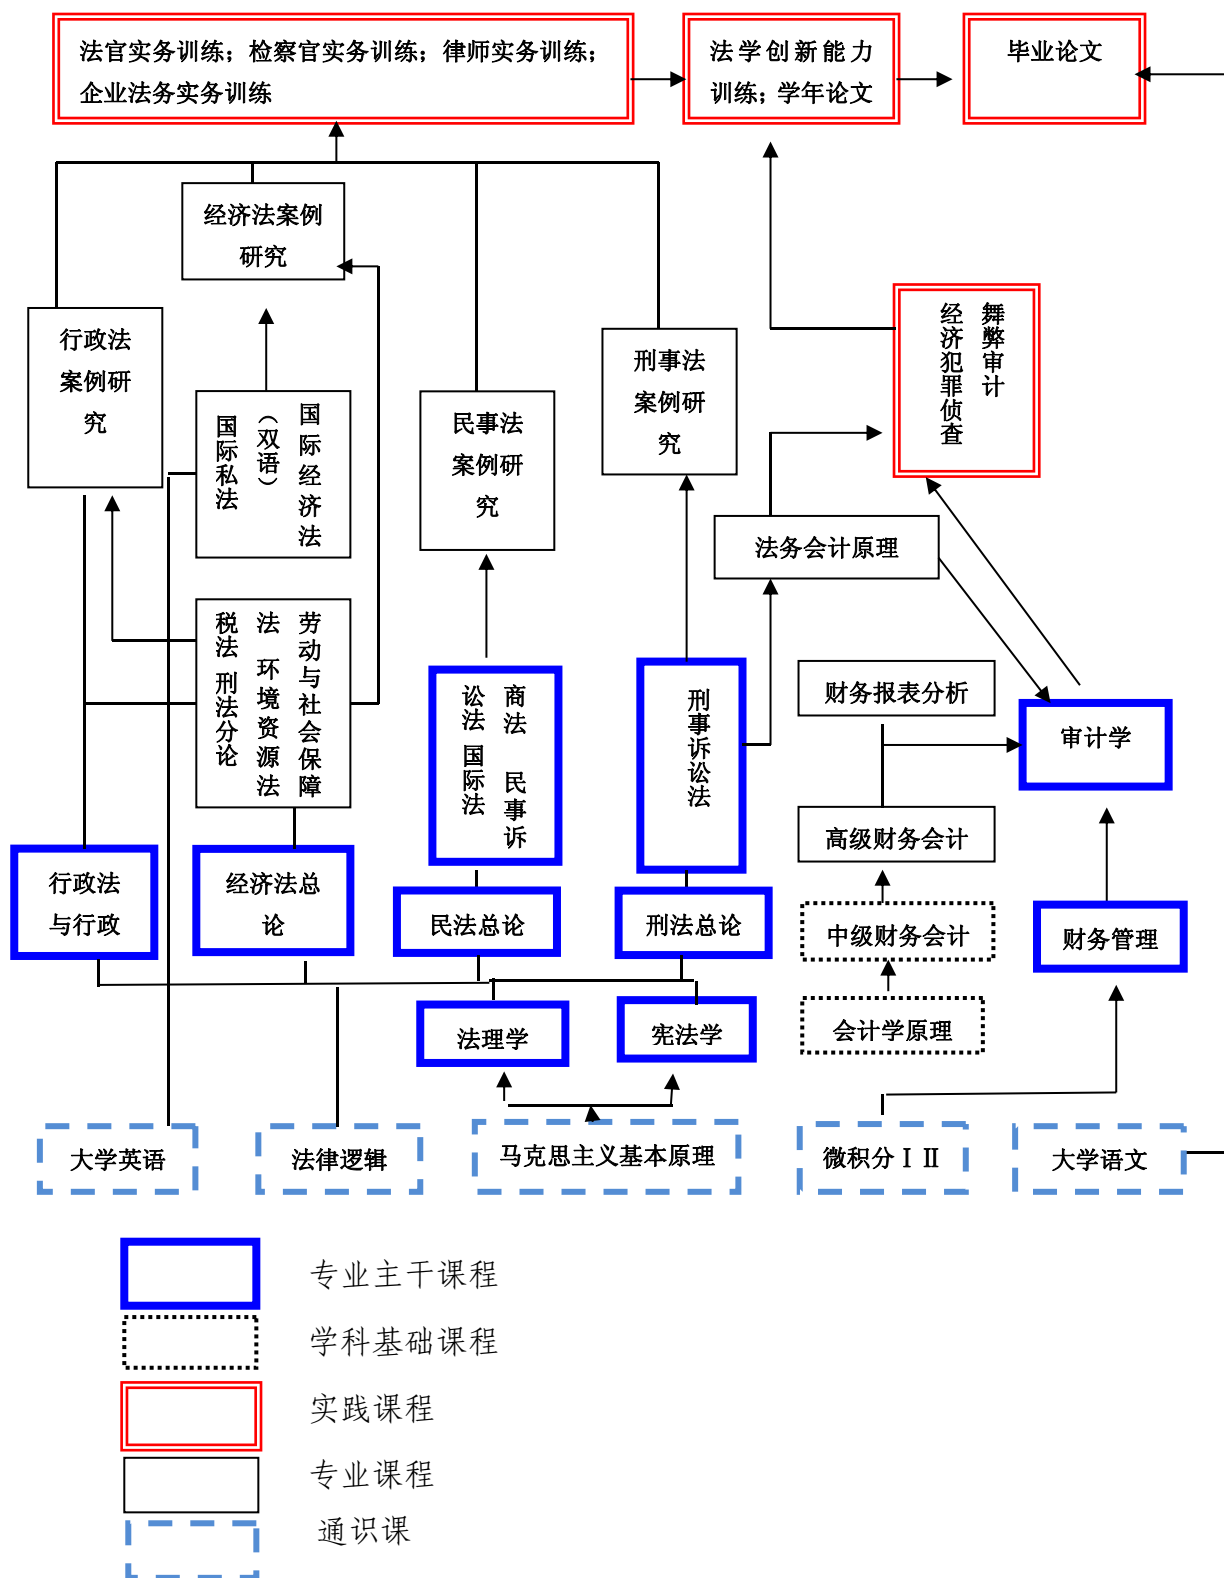 法官实务训练；检察官实务训练；律师实务训练；
企业法务实务训练
法学创新能力
训练；学年论文
毕业论文
经济法案例
研究
行政法
案例研
究
国际经济法
（双语）
国际私法
民事法
案例研
究
刑事法
案例研
究
舞弊审计
经济犯罪侦查
法务会计原理
劳动与社会保障
法 环境资源法
税法 刑法分论
商法 民事诉
讼法 国际法
刑事诉讼法
财务报表分析
审计学
高级财务会计
行政法
与行政
经济法总
论
民法总论
刑法总论
中级财务会计
财务管理
法理学
宪法学
会计学原理
大学英语
法律逻辑
马克思主义基本原理
微积分Ⅰ Ⅱ
大学语文
专业主干课程
学科基础课程
实践课程
专业课程
通识课